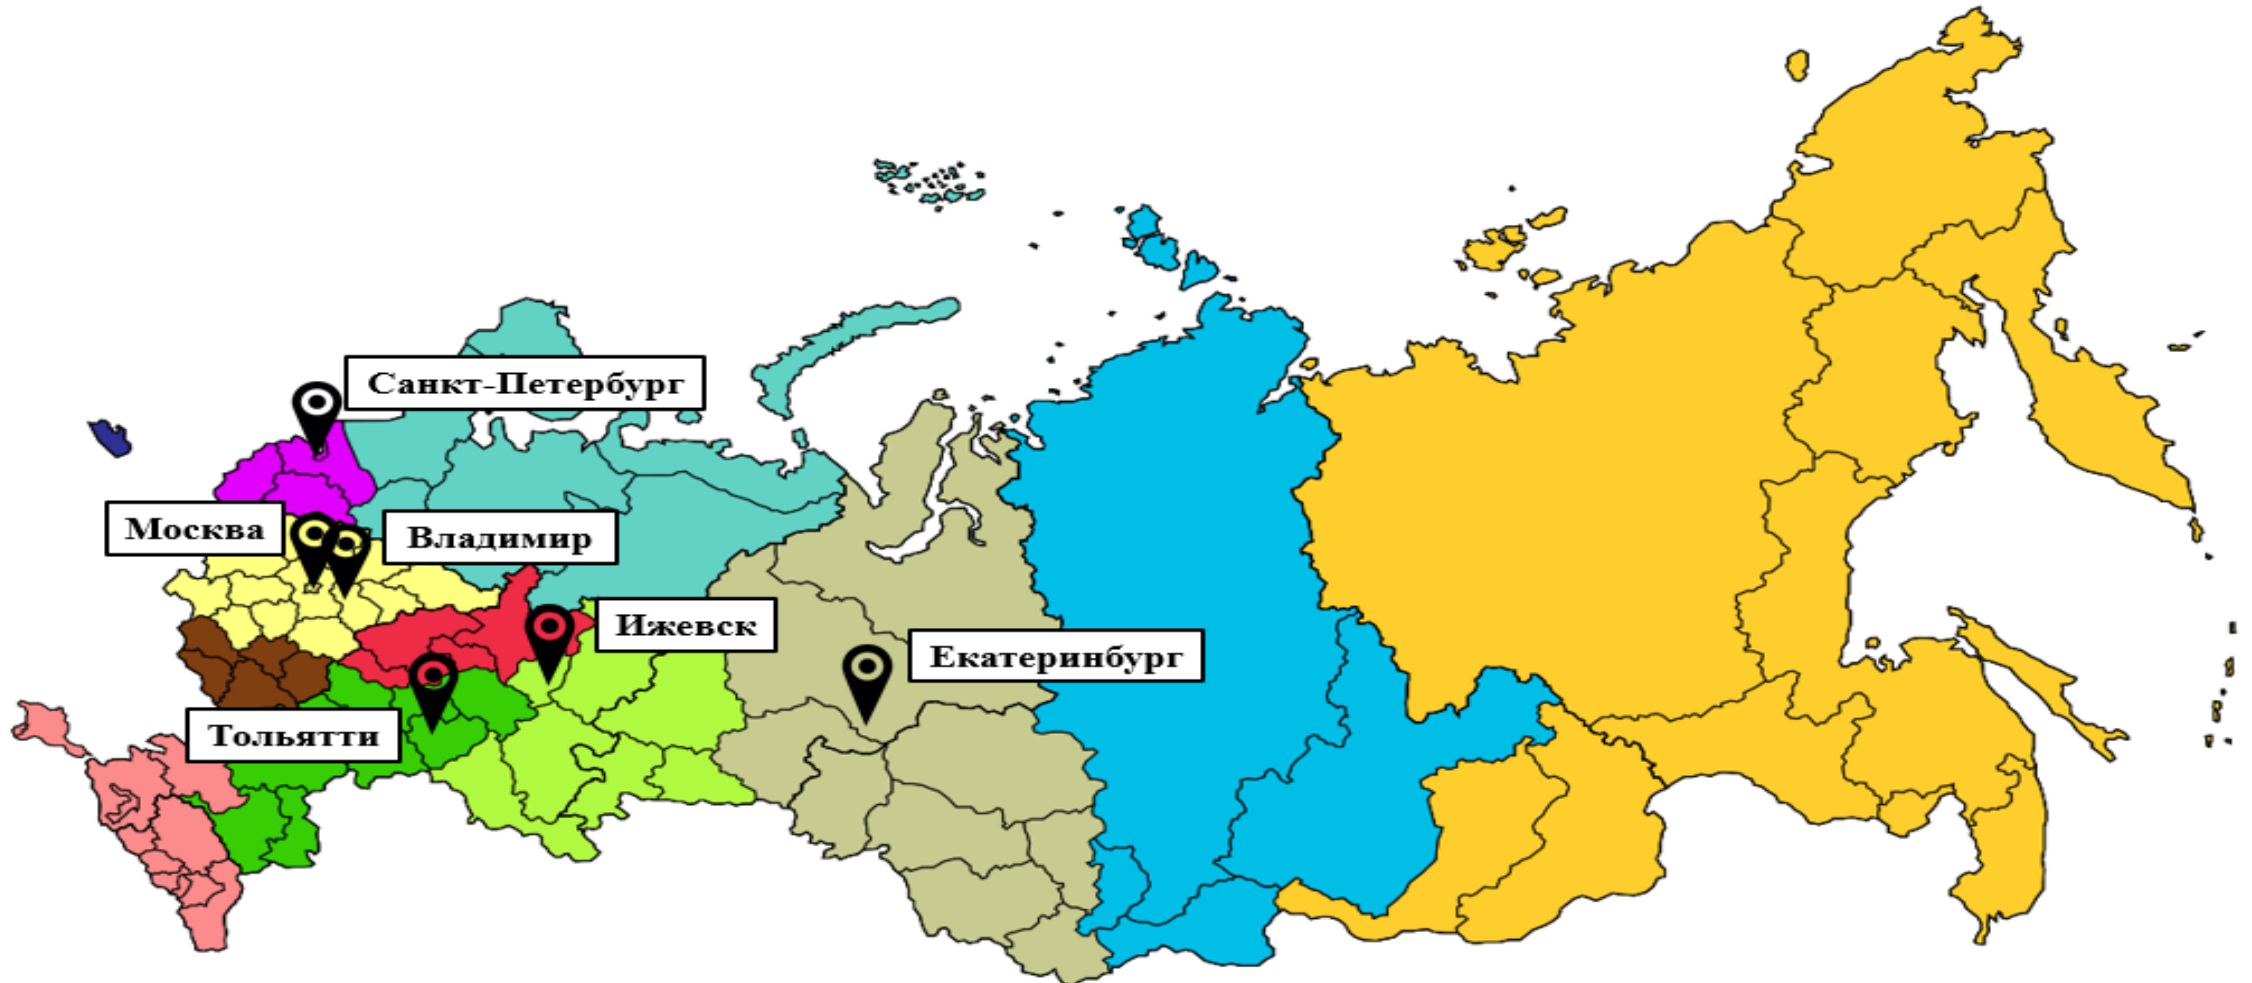 Санкт-Петербург
Москва
Владимир
Ижевск
Екатеринбург
Тольятти